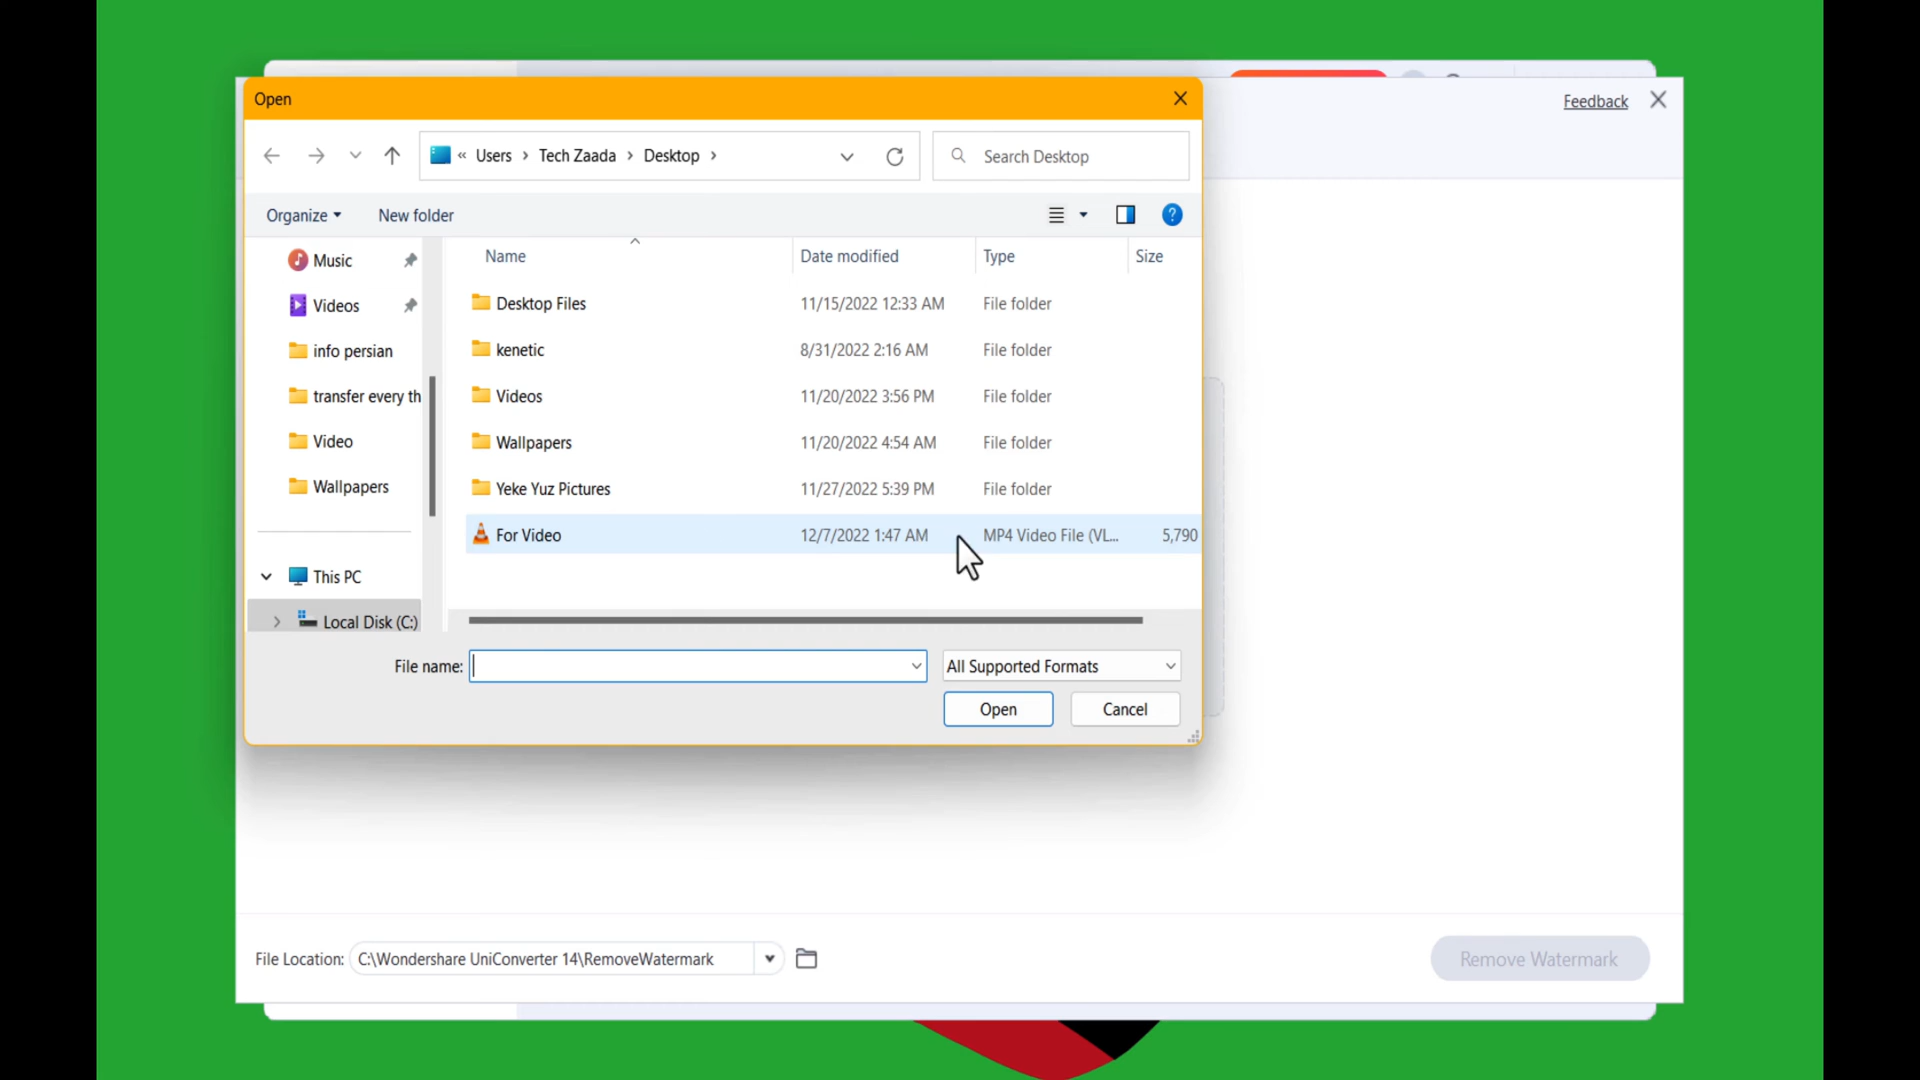 Open
Feedback
« Users > Tech Zaada > Desktop >
Search Desktop
Organize
New folder
Name
Date modified
Type
Size
Music
Videos
info persian
transfer every th
Video
Wallpapers
This PC
Local Disk (C:)
Desktop Files 11/15/2022 12:33 AM File folder
kenetic 8/31/2022 2:16 AM File folder
Videos 11/20/2022 3:56 PM File folder
Wallpapers 11/20/2022 4:54 AM File folder
Yeke Yuz Pictures 11/27/2022 5:39 PM File folder
For Video 12/7/2022 1:47 AM MP4 Video File (VL... 5,790
File name:
All Supported Formats
Open
Cancel
File Location: C:\Wondershare UniConverter 14\RemoveWatermark
Remove Watermark